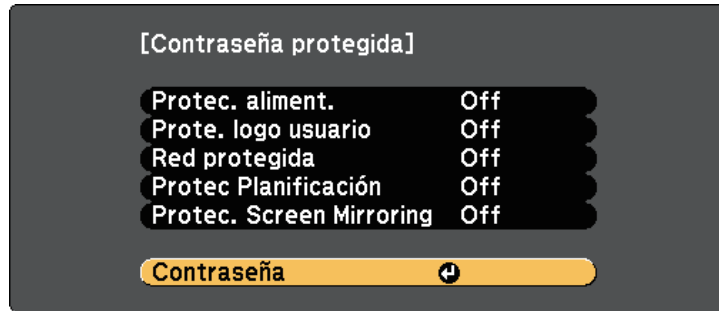 [Contraseña protegida]
Protec. aliment. Off
Prote. logo usuario Off
Red protegida Off
Protec Planificación Off
Protec. Screen Mirroring Off
Contraseña